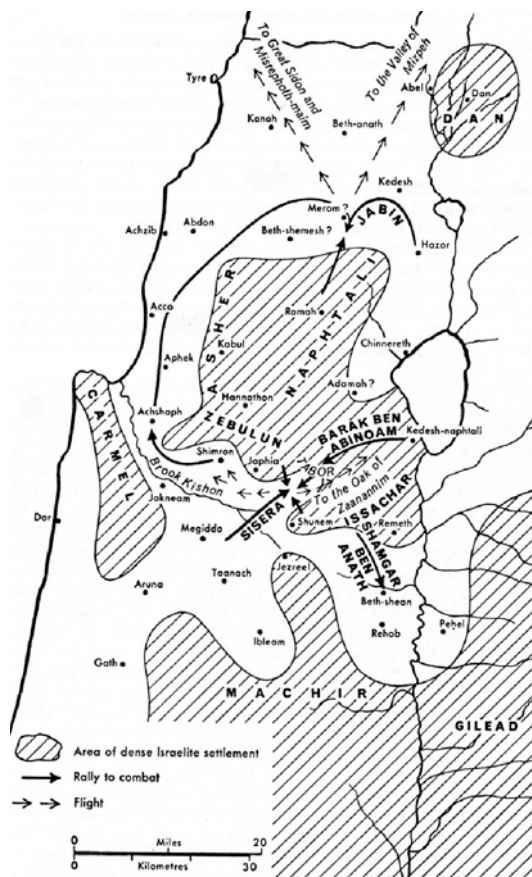 To Great Sidon and
Misrephoth-maim
To the Valley of
Mizpeh
Tyre
Abel
Dan
DAN
Kanah
Beth-anath
Kedesh
Merom?
JABIN
Achzib
Abdon
Beth-shemesh?
Hazor
ASHER
NAPHTALI
Ramah
Acco
Kabul
Chinnereth
Aphek
Adamah?
Hannathon
CARMEL
Achshaph
ZEBULUN
BARAK BEN
ABINOAM
Kedesh-naphtali
Shimron
Japhia
TABOR
Brook Kishon
To the Oak of
Zaanannim
ISSACHAR
Jokneam
SISERA
Dor
Megiddo
Shunem
Remeth
SHAMGAR
BEN
ANATH
Jezreel
Taanach
Aruna
Beth-shean
Ibleam
Rehob
Pehel
Gath
MACHIR
GILEAD
Area of dense Israelite settlement
Rally to combat
Flight
0 Miles 20
0 Kilometres 30